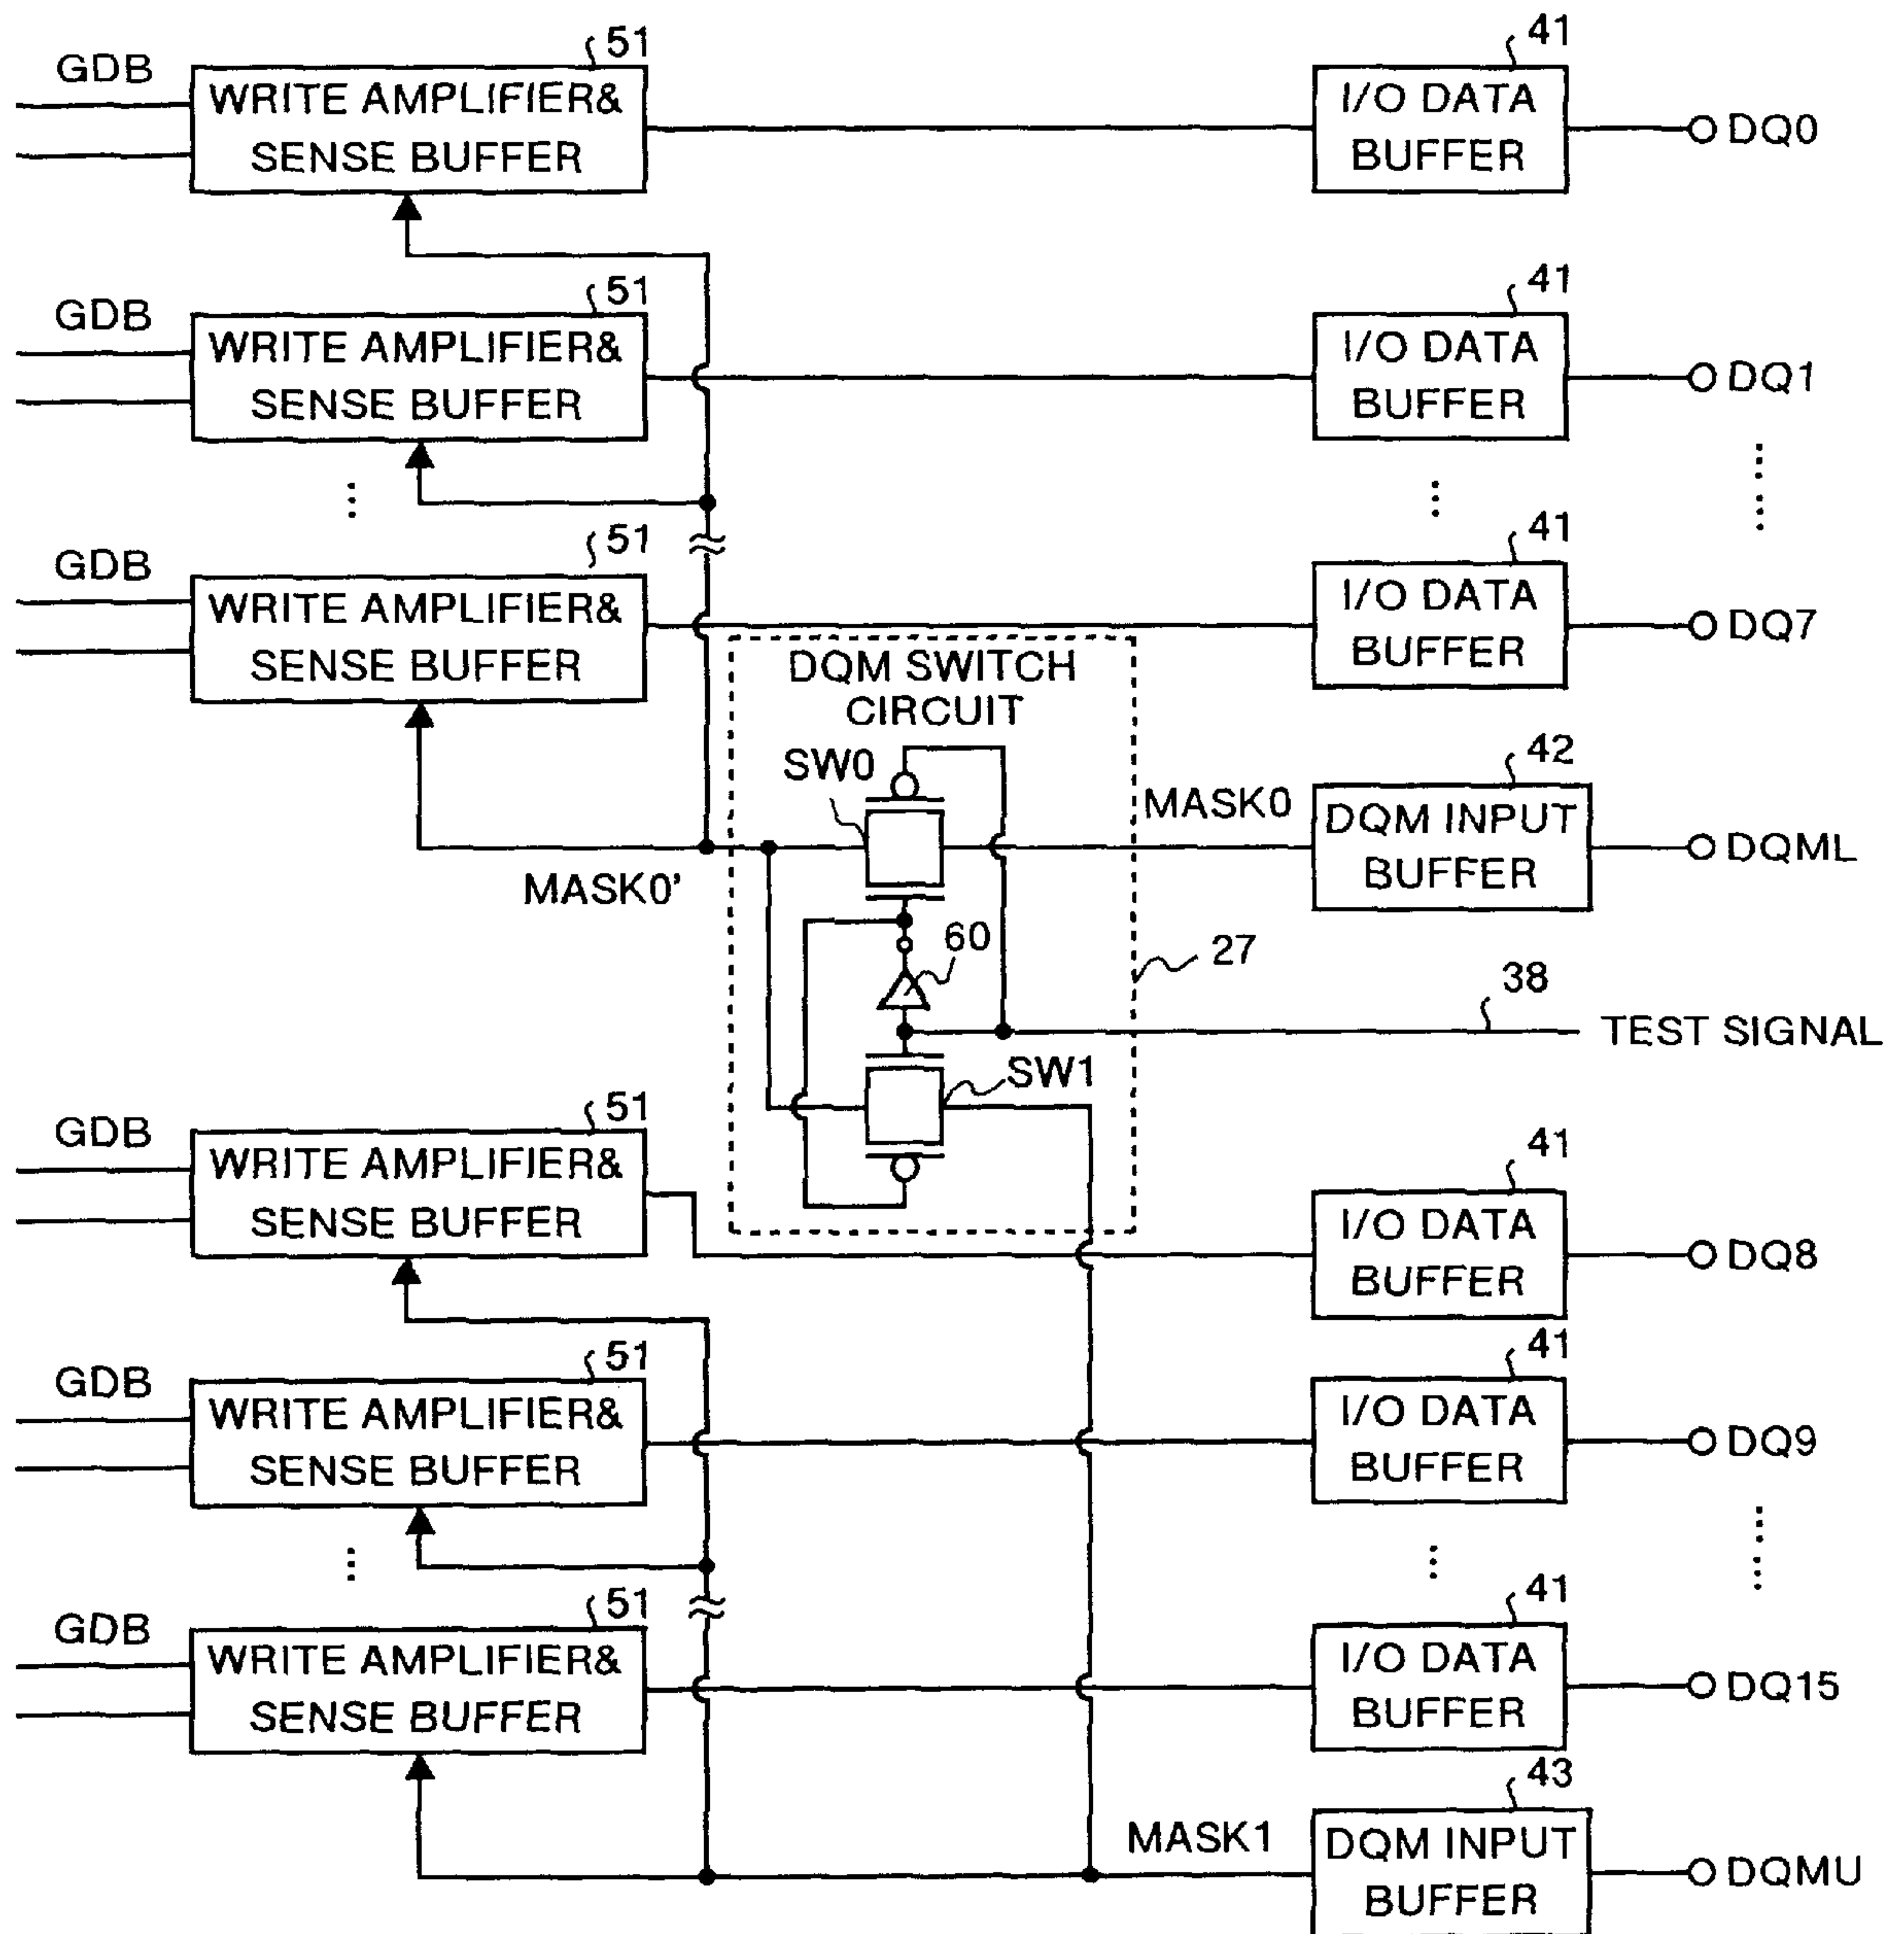 51
41
GDB
WRITE AMPLIFIER&
SENSE BUFFER
I/O DATA
BUFFER
DQ0
51
41
GDB
WRITE AMPLIFIER&
SENSE BUFFER
I/O DATA
BUFFER
DQ1
51
41
GDB
WRITE AMPLIFIER&
SENSE BUFFER
I/O DATA
BUFFER
DQ7
DQM SWITCH
CIRCUIT
SW0
MASK0
42
DQM INPUT
BUFFER
DQML
MASK0'
60
27
38
TEST SIGNAL
SW1
51
41
GDB
WRITE AMPLIFIER&
SENSE BUFFER
I/O DATA
BUFFER
DQ8
51
41
GDB
WRITE AMPLIFIER&
SENSE BUFFER
I/O DATA
BUFFER
DQ9
51
41
GDB
WRITE AMPLIFIER&
SENSE BUFFER
I/O DATA
BUFFER
DQ15
43
MASK1
DQM INPUT
BUFFER
DQMU